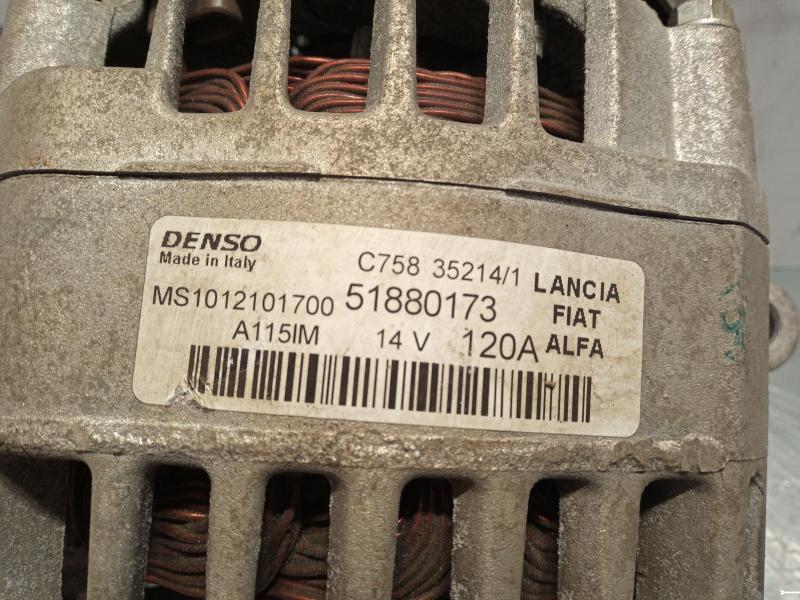 DENSO
Made in Italy
C758 35214/1
LANCIA
FIAT
ALFA
MS1012101700 51880173
A115IM 14 V 120A